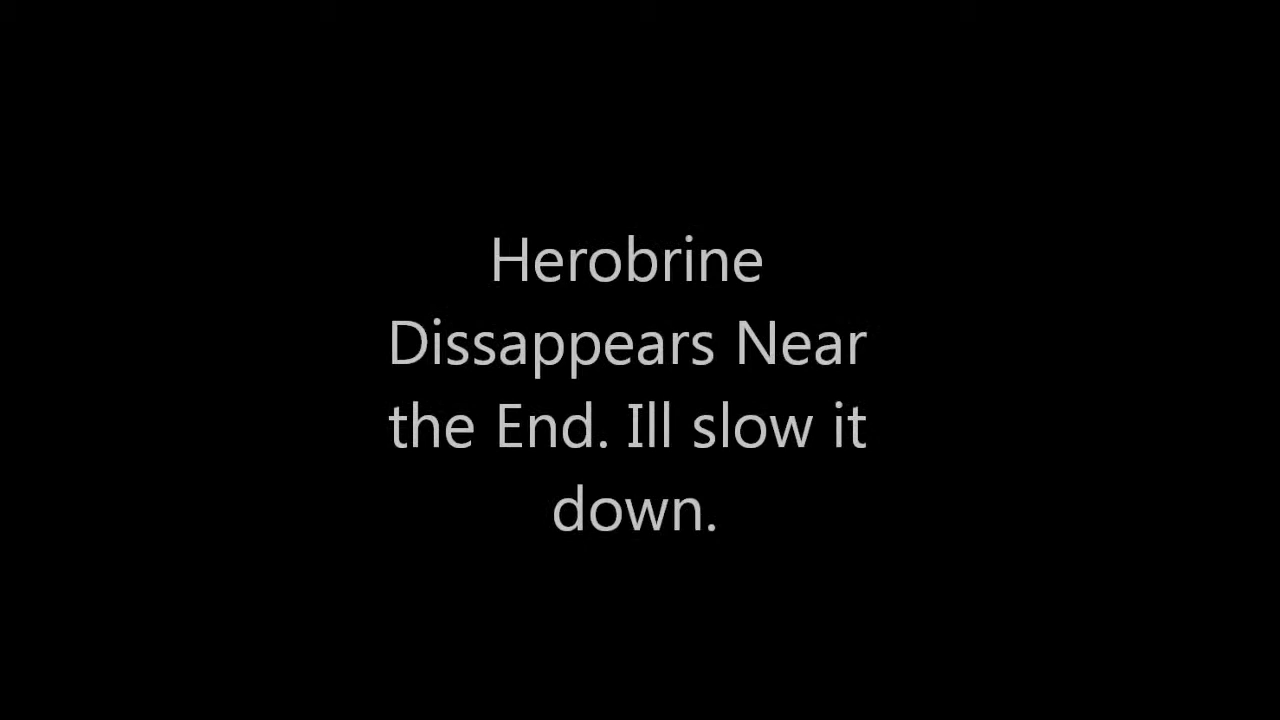 Herobrine
Dissappears Near
the End. Ill slow it
down.